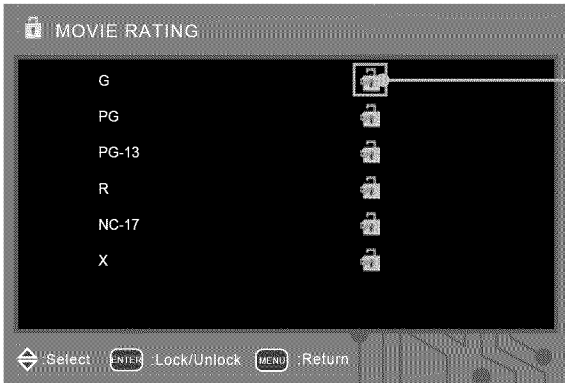 MOVIE RATING
G
PG
PG-13
R
NC-17
X
:Select ENTER :Lock/Unlock MENU :Return